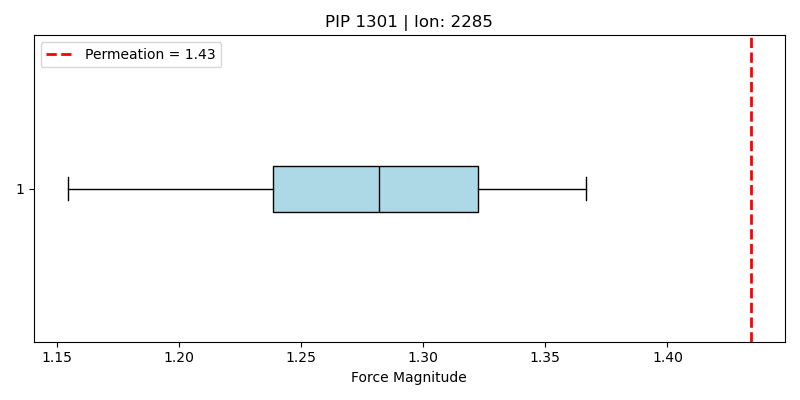 PIP 1301 | Ion: 2285
Permeation = 1.43
1
1.15 1.20 1.25 1.30 1.35 1.40
Force Magnitude